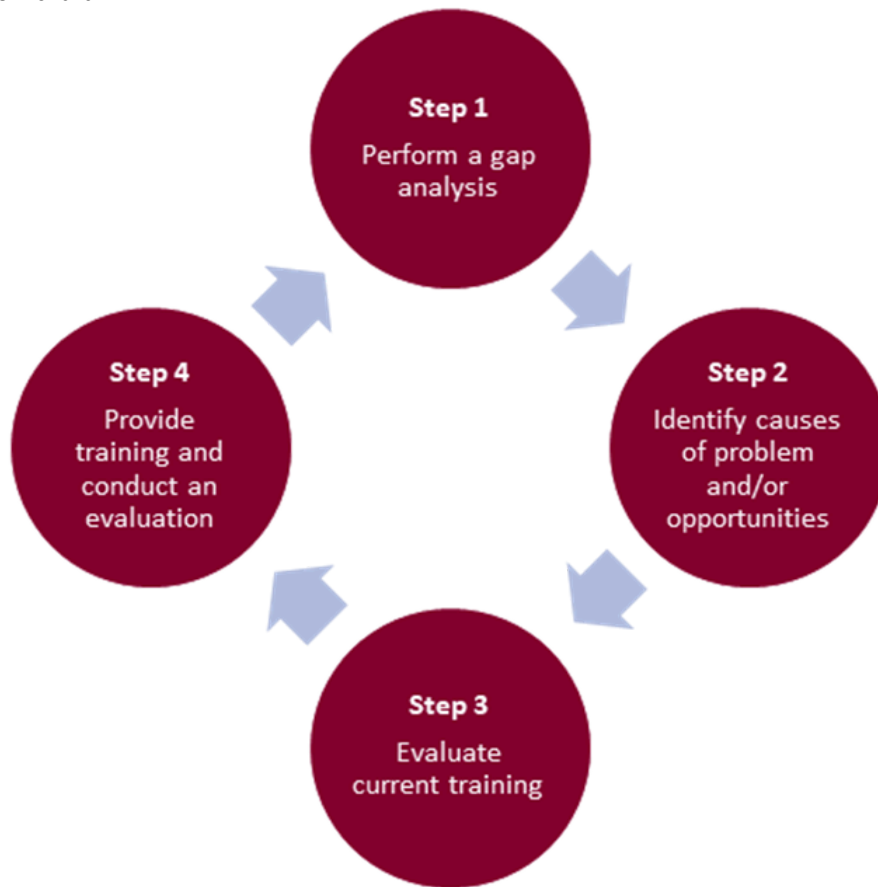 Step 1
Perform a gap
analysis
Step 2
Identify causes
of problem
and/or
opportunities
Step 3
Evaluate
current training
Step 4
Provide
training and
conduct an
evaluation